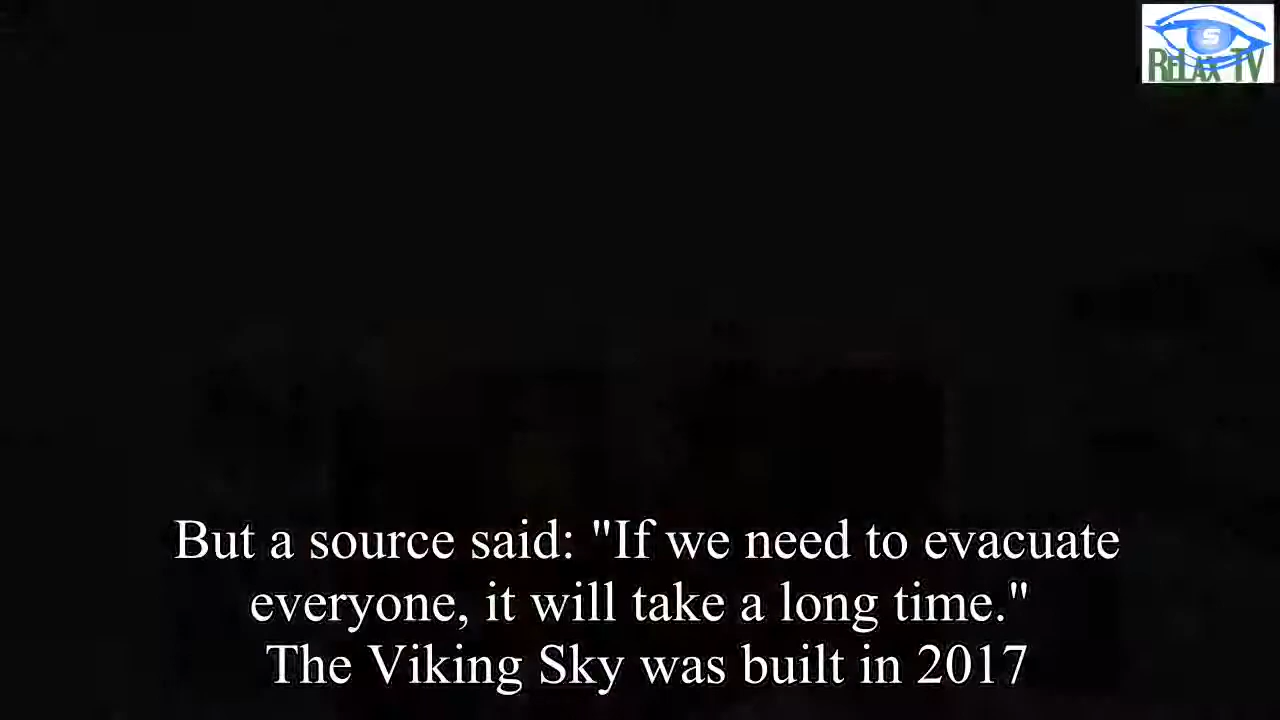 S
RELAX TV
But a source said: "If we need to evacuate
everyone, it will take a long time."
The Viking Sky was built in 2017